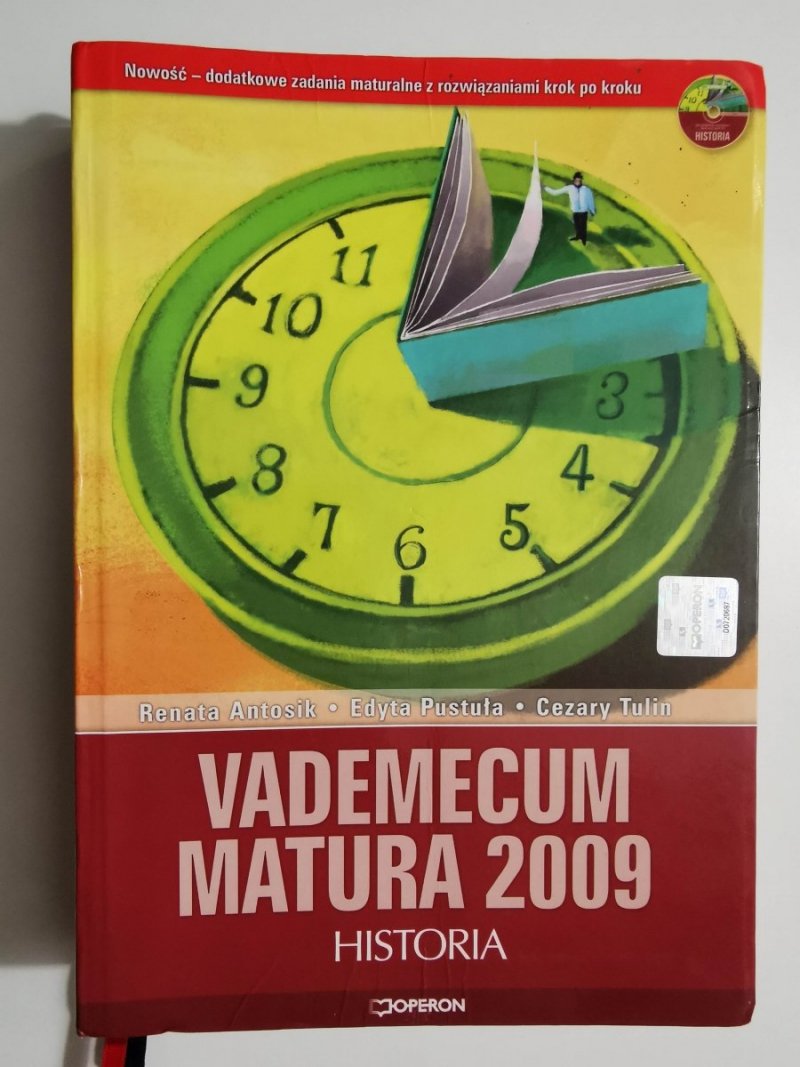 Nowość – dodatkowe zadania maturalne z rozwiązaniami krok po kroku
HISTORIA
11
10
9
8
7
6
5
4
3
OPERON
00720687
Renata Antosik • Edyta Pustuła • Cezary Tulin
VADEMECUM
MATURA 2009
HISTORIA
OPERON